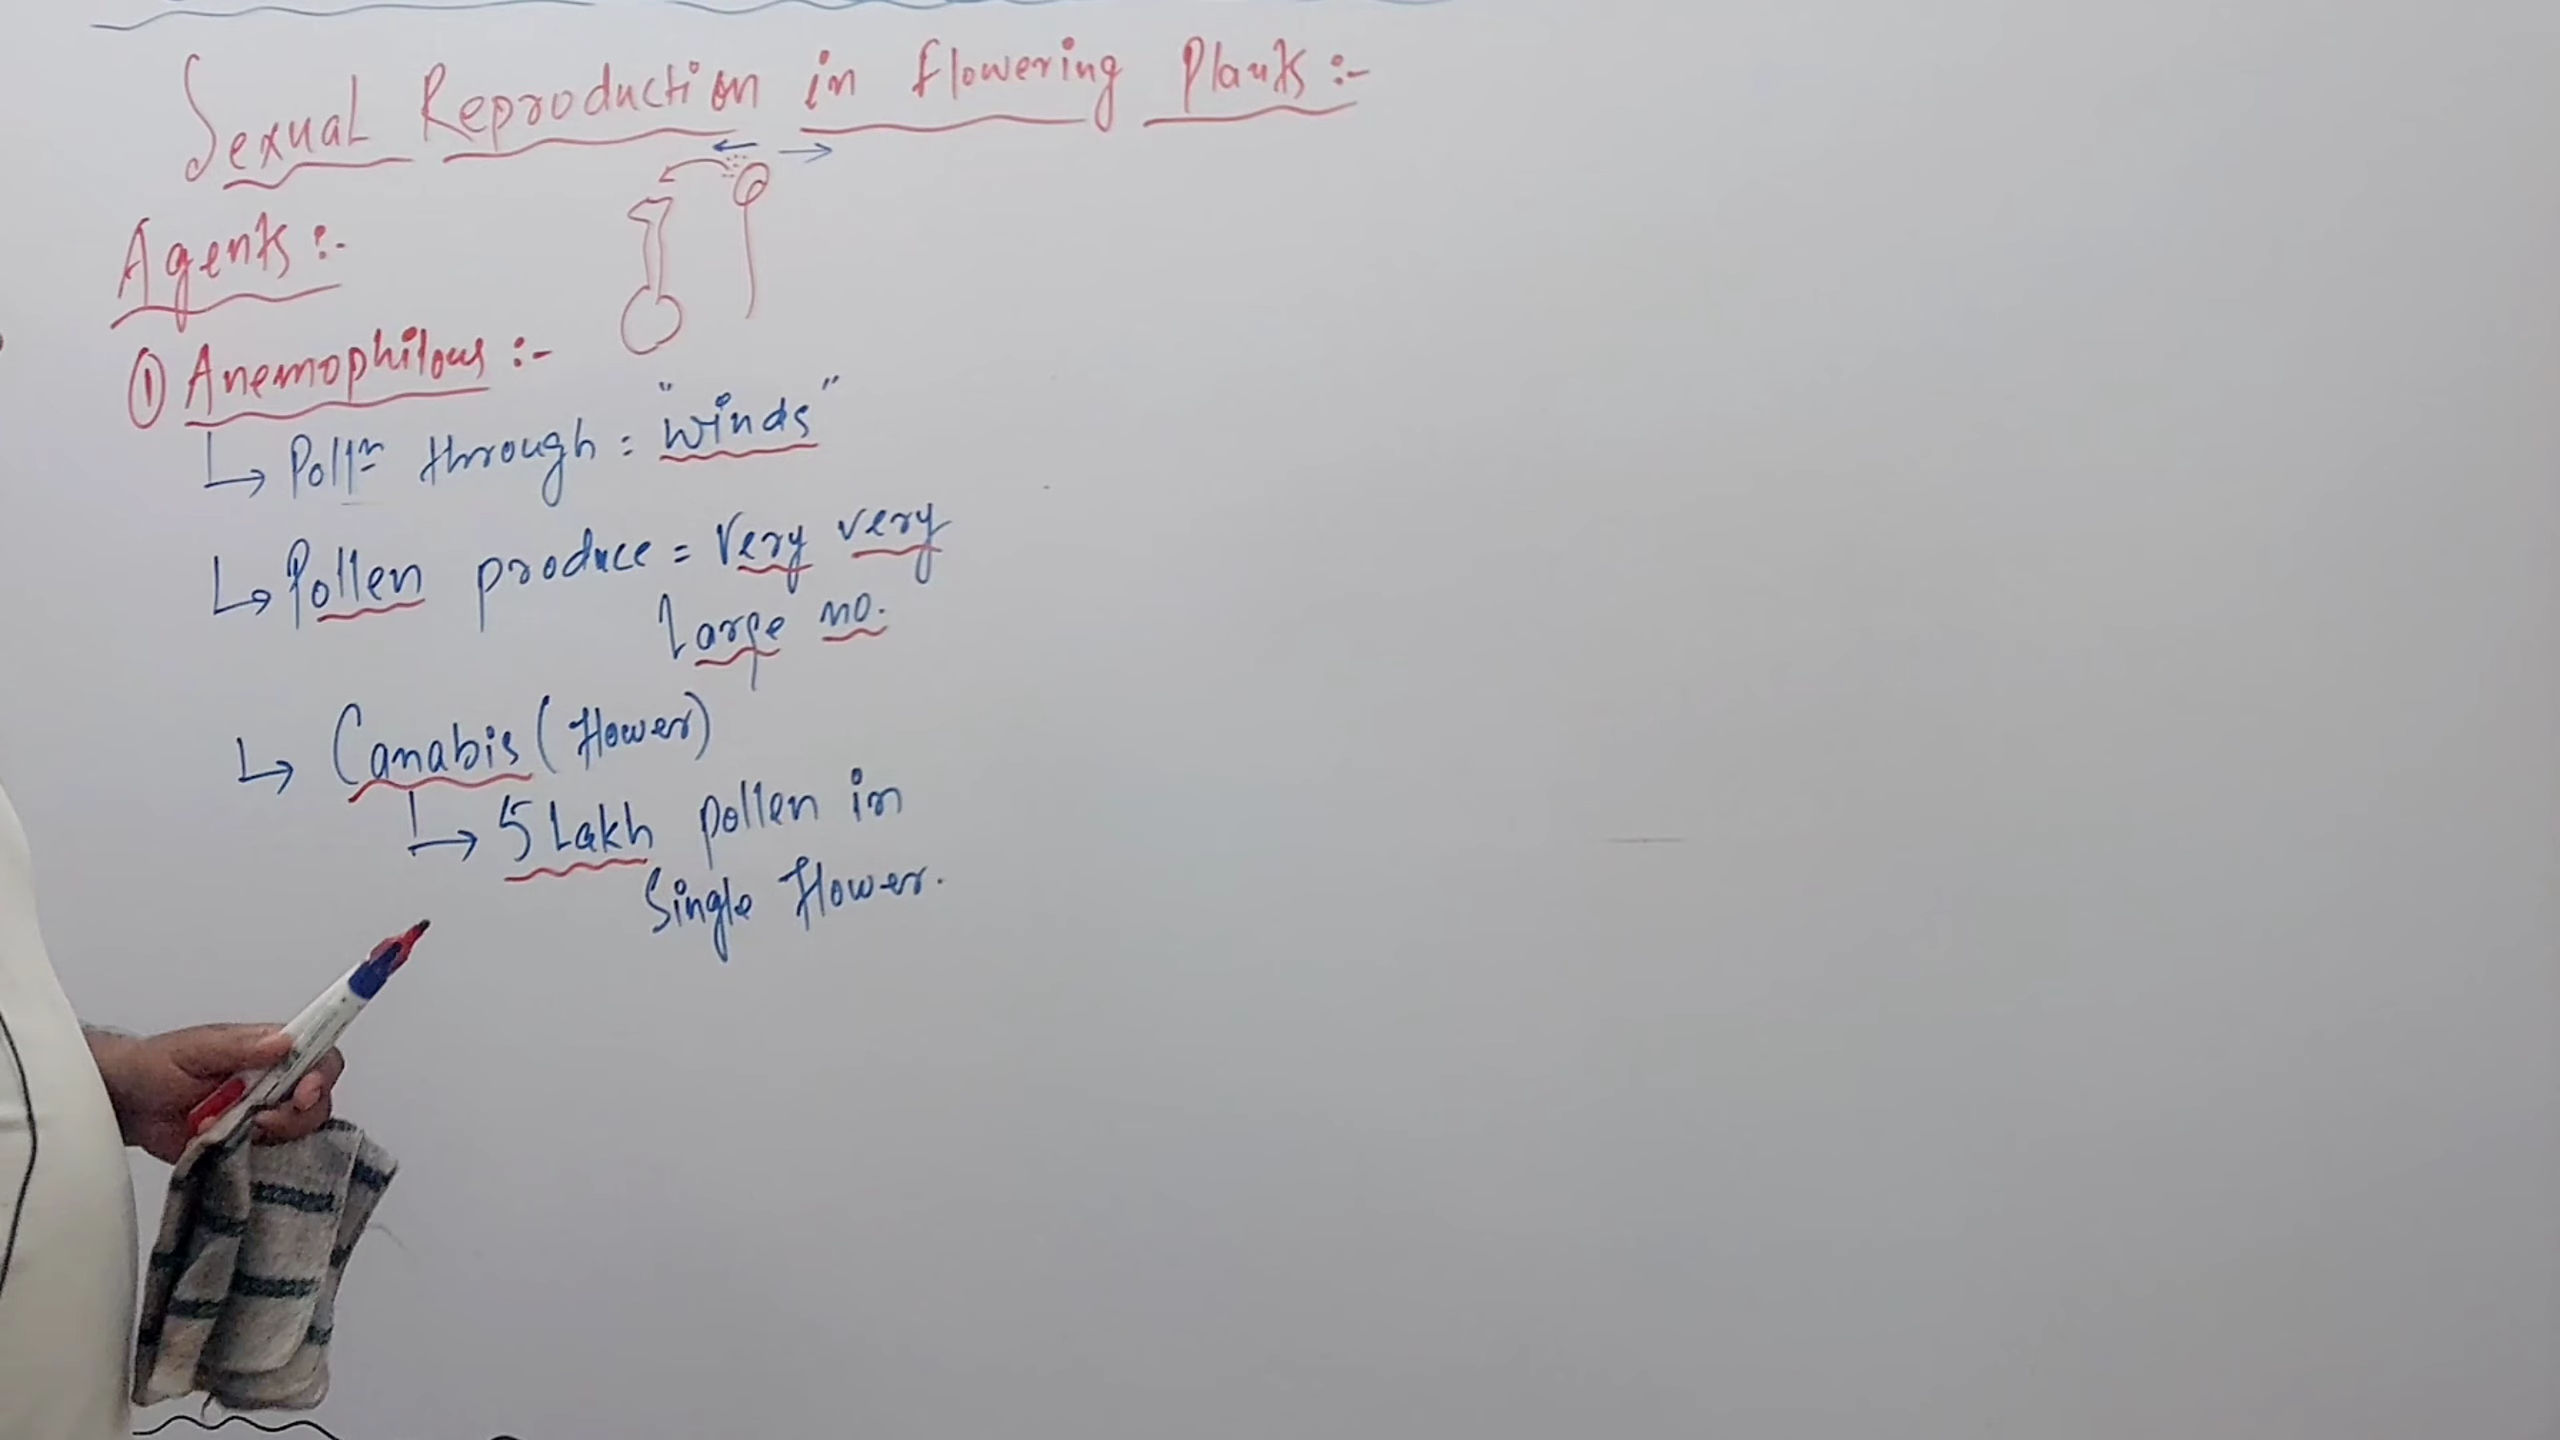 Sexual Reproduction in flowering Plants :-
Agents :-
① Anemophilous :-
↳ Pollⁿ through : "winds"
↳ Pollen produce = Very very
Large no.
↳ Canabis (flower)
↳ 5 Lakh pollen in
Single flower.